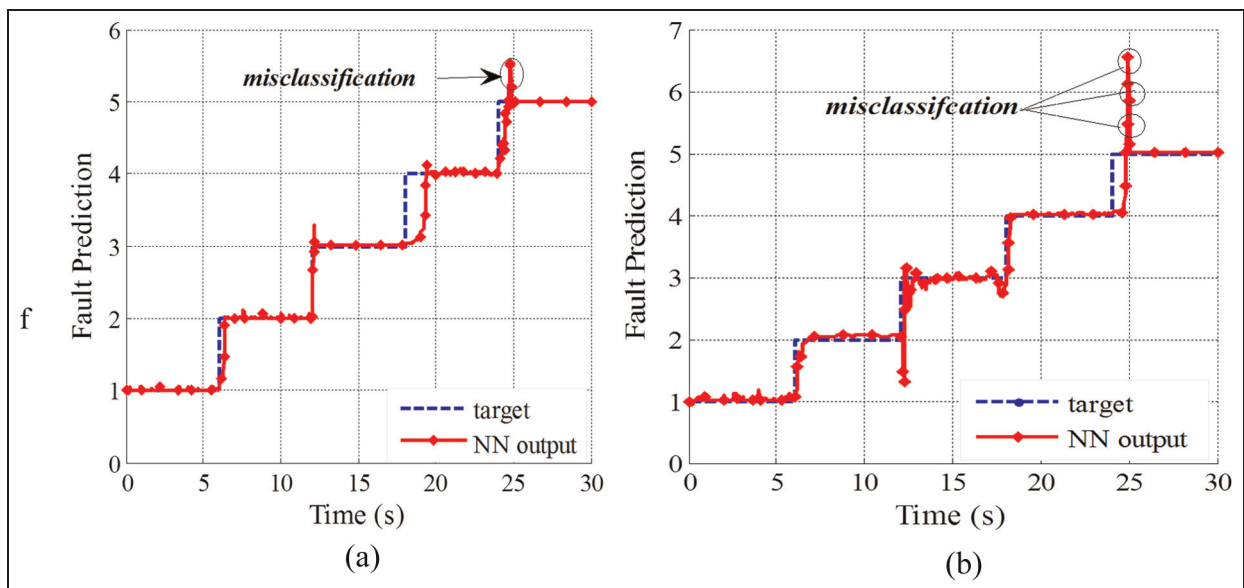 f
6
5
4
3
2
1
0
Fault Prediction
misclassification
target
NN output
0 5 10 15 20 25 30
Time (s)
(a)
7
6
5
4
3
2
1
0
Fault Prediction
misclassifcation
target
NN output
0 5 10 15 20 25 30
Time (s)
(b)